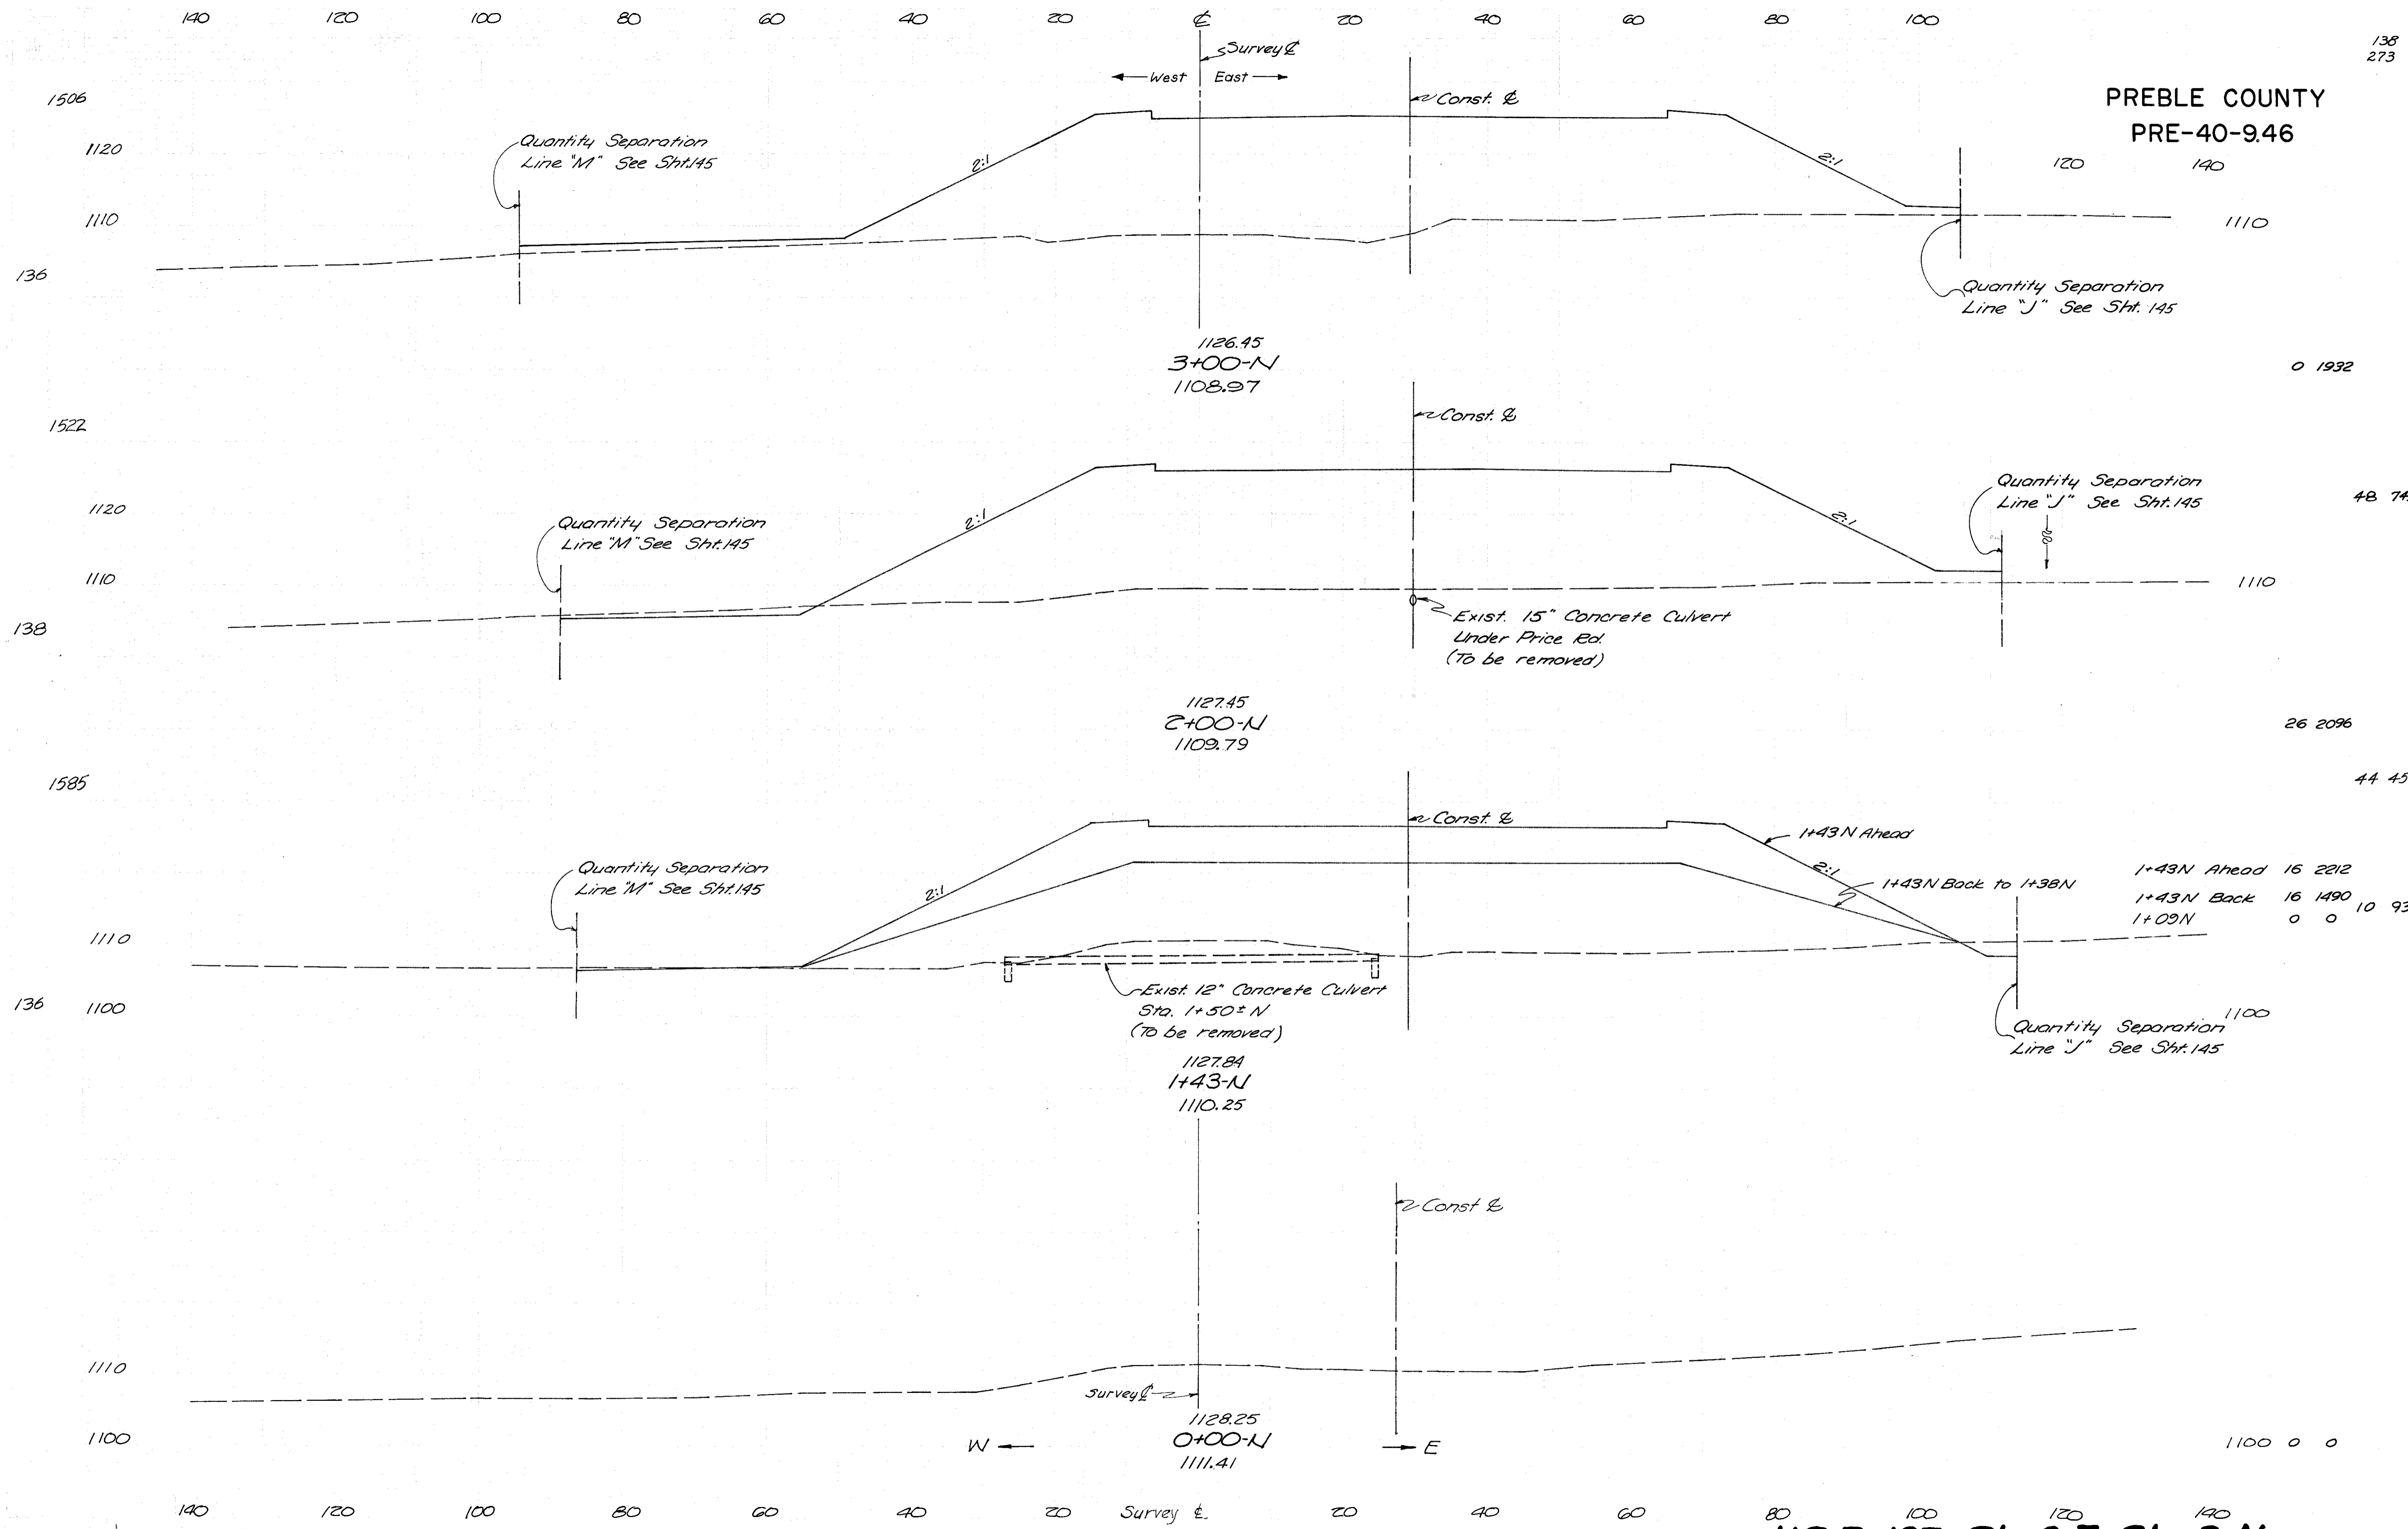 140 120 100 80 60 40 20 ℄ 20 40 60 80 100
138
273
Survey ℄
West East
1506
Const. ℄
PREBLE COUNTY
PRE-40-9.46
Quantity Separation
Line "M" See Sht.145
1120
2:1
2:1
120 140
1110
1110
136
Quantity Separation
Line "J" See Sht. 145
1126.45
3+00-N
1108.97
0 1932
1522
Const. ℄
Quantity Separation
Line "J" See Sht.145
48 74
1120
Quantity Separation
Line "M" See Sht.145
2:1
2:1
1110
1110
138
Exist. 15" Concrete Culvert
Under Price Rd.
(To be removed)
1127.45
2+00-N
1109.79
26 2096
1585
44 45
Const. ℄
1+43N Ahead
Quantity Separation
Line "M" See Sht.145
2:1
2:1
1+43N Back to 1+38N
1+43N Ahead 16 2212
1+43N Back 16 1490
10 93
1+09N 0 0
1110
136
1100
Exist. 12" Concrete Culvert
Sta. 1+50± N
(To be removed)
1100
Quantity Separation
Line "J" See Sht.145
1127.84
1+43-N
1110.25
Const ℄
1110
Survey ℄
1128.25
1100
W
0+00-N
E
1100 0 0
1111.41
140 120 100 80 60 40 20 Survey ℄ 20 40 60 80 100 120 140